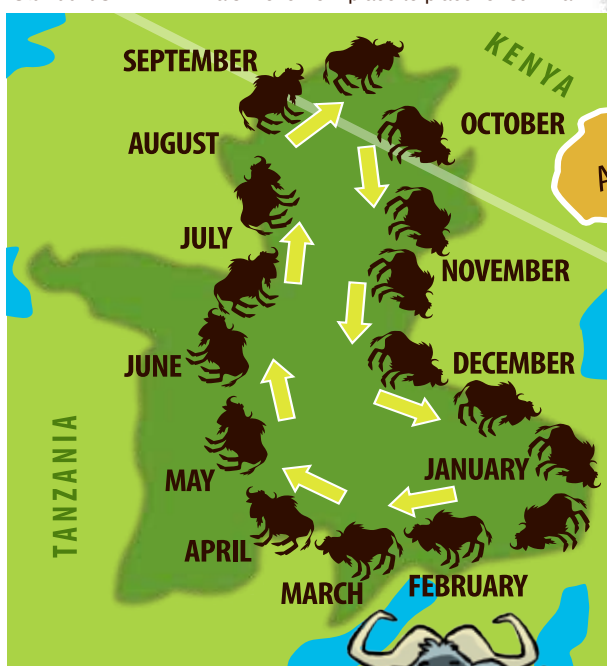 SEPTEMBER
KENYA
OCTOBER
AUGUST
A
JULY
NOVEMBER
DECEMBER
JUNE
TANZANIA
JANUARY
MAY
APRIL
FEBRUARY
MARCH